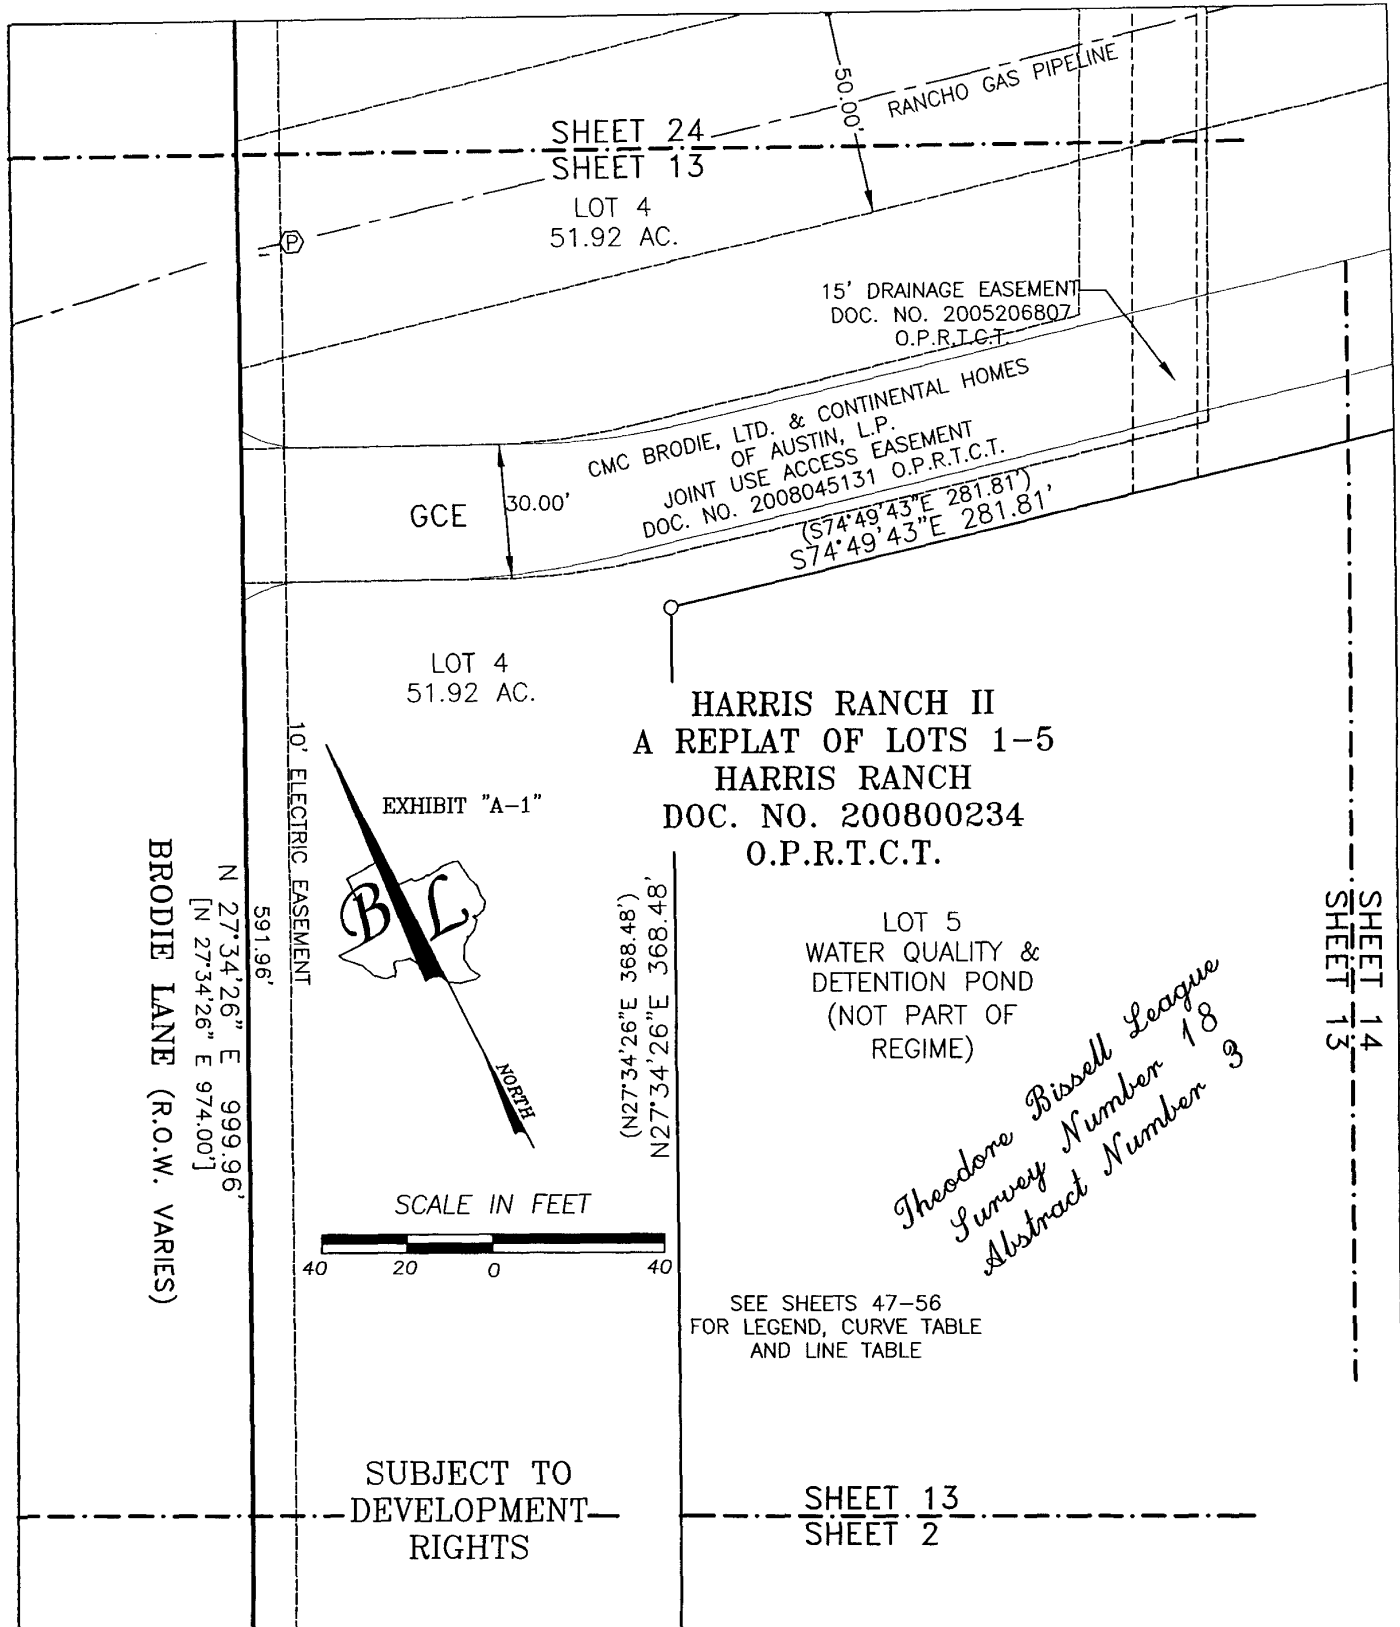 50.00'
RANCHO GAS PIPELINE
SHEET 24
SHEET 13
LOT 4
51.92 AC.
P
15' DRAINAGE EASEMENT
DOC. NO. 2005206807
O.P.R.T.C.T.
CMC BRODIE, LTD. & CONTINENTAL HOMES
OF AUSTIN, L.P.
JOINT USE ACCESS EASEMENT
DOC. NO. 2008045131 O.P.R.T.C.T.
GCE
30.00'
(S74°49'43"E 281.81')
S74°49'43"E 281.81'
LOT 4
51.92 AC.
HARRIS RANCH II
A REPLAT OF LOTS 1-5
HARRIS RANCH
DOC. NO. 200800234
O.P.R.T.C.T.
10' ELECTRIC EASEMENT
EXHIBIT "A-1"
BL
NORTH
BRODIE LANE (R.O.W. VARIES)
N 27°34'26" E 999.96'
[N 27°34'26" E 974.00']
591.96'
(N27°34'26"E 368.48')
N27°34'26"E 368.48'
LOT 5
WATER QUALITY &
DETENTION POND
(NOT PART OF
REGIME)
SHEET 14
SHEET 13
Theodore Bissell League
Survey Number 18
Abstract Number 3
SCALE IN FEET
40 20 0 40
SEE SHEETS 47-56
FOR LEGEND, CURVE TABLE
AND LINE TABLE
SUBJECT TO
DEVELOPMENT
RIGHTS
SHEET 13
SHEET 2